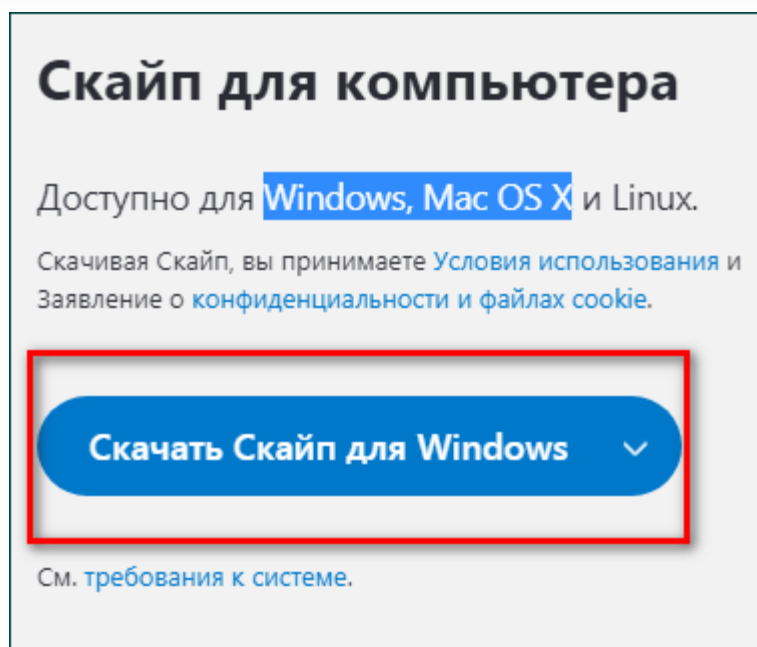 Скайп для компьютера
Доступно для Windows, Mac OS X и Linux.
Скачивая Скайп, вы принимаете Условия использования и
Заявление о конфиденциальности и файлах cookie.
Скачать Скайп для Windows
См. требования к системе.